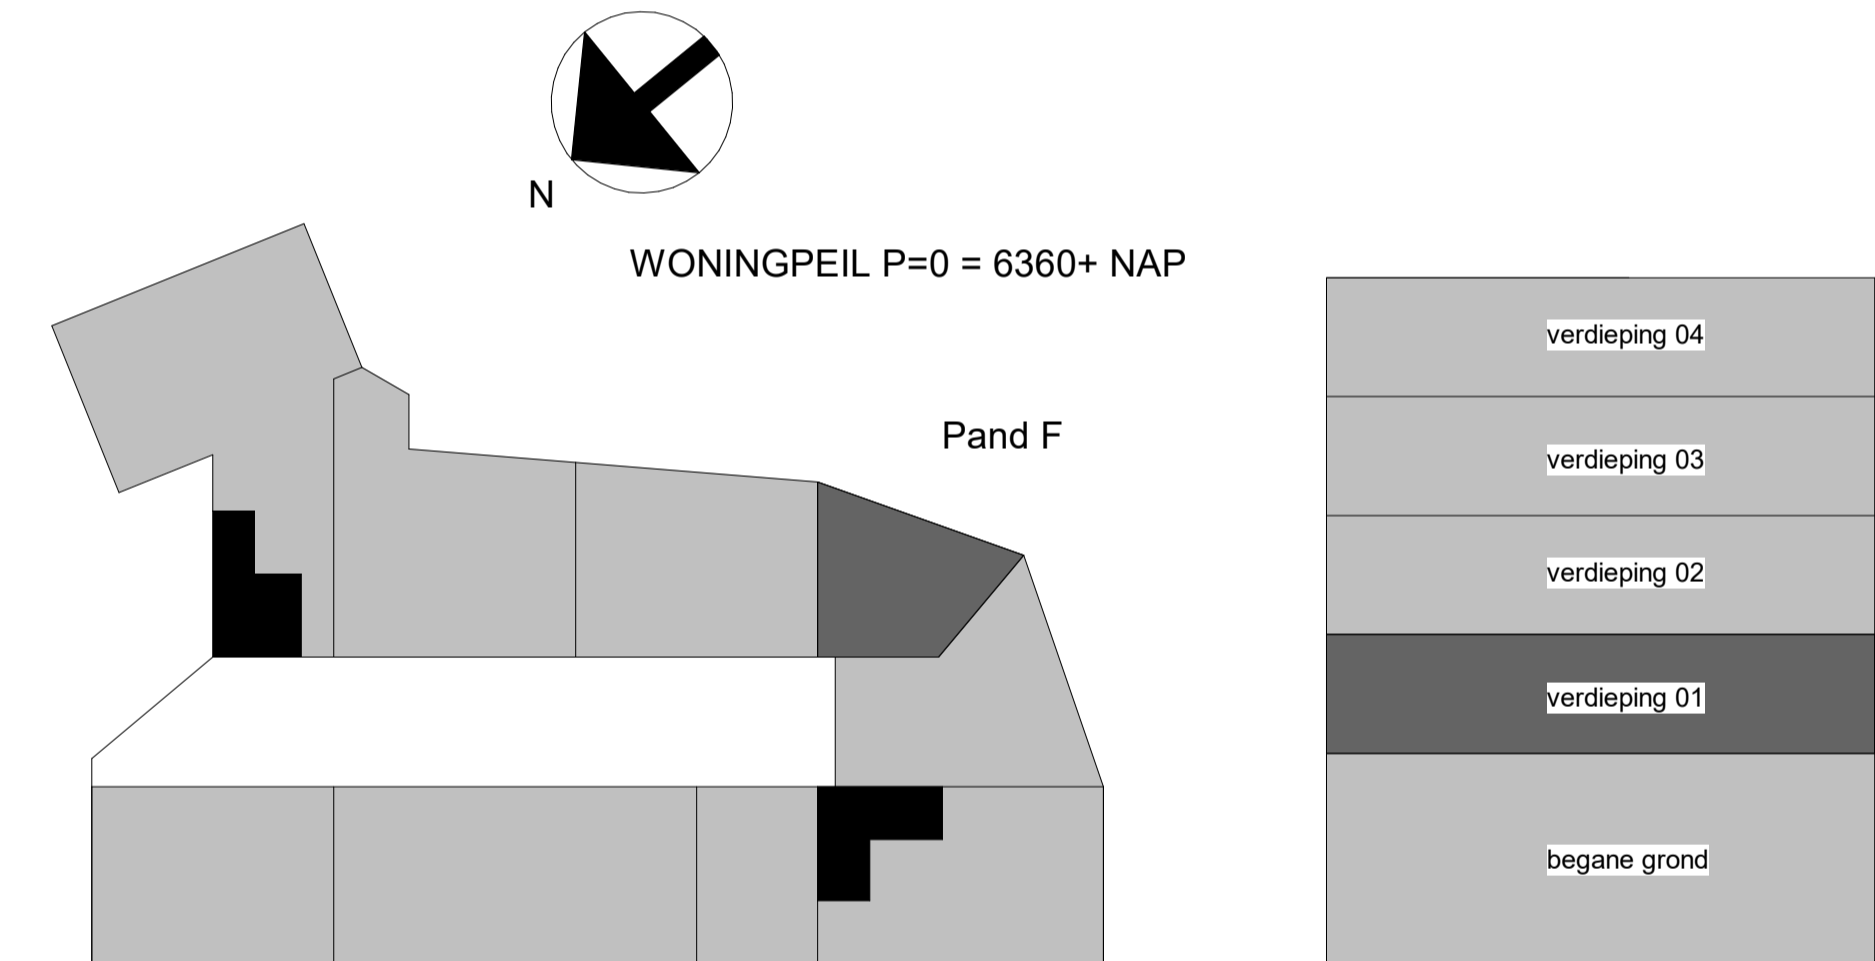 N
WONINGPEIL P=0 = 6360+ NAP
Pand F
verdieping 04
verdieping 03
verdieping 02
verdieping 01
begane grond